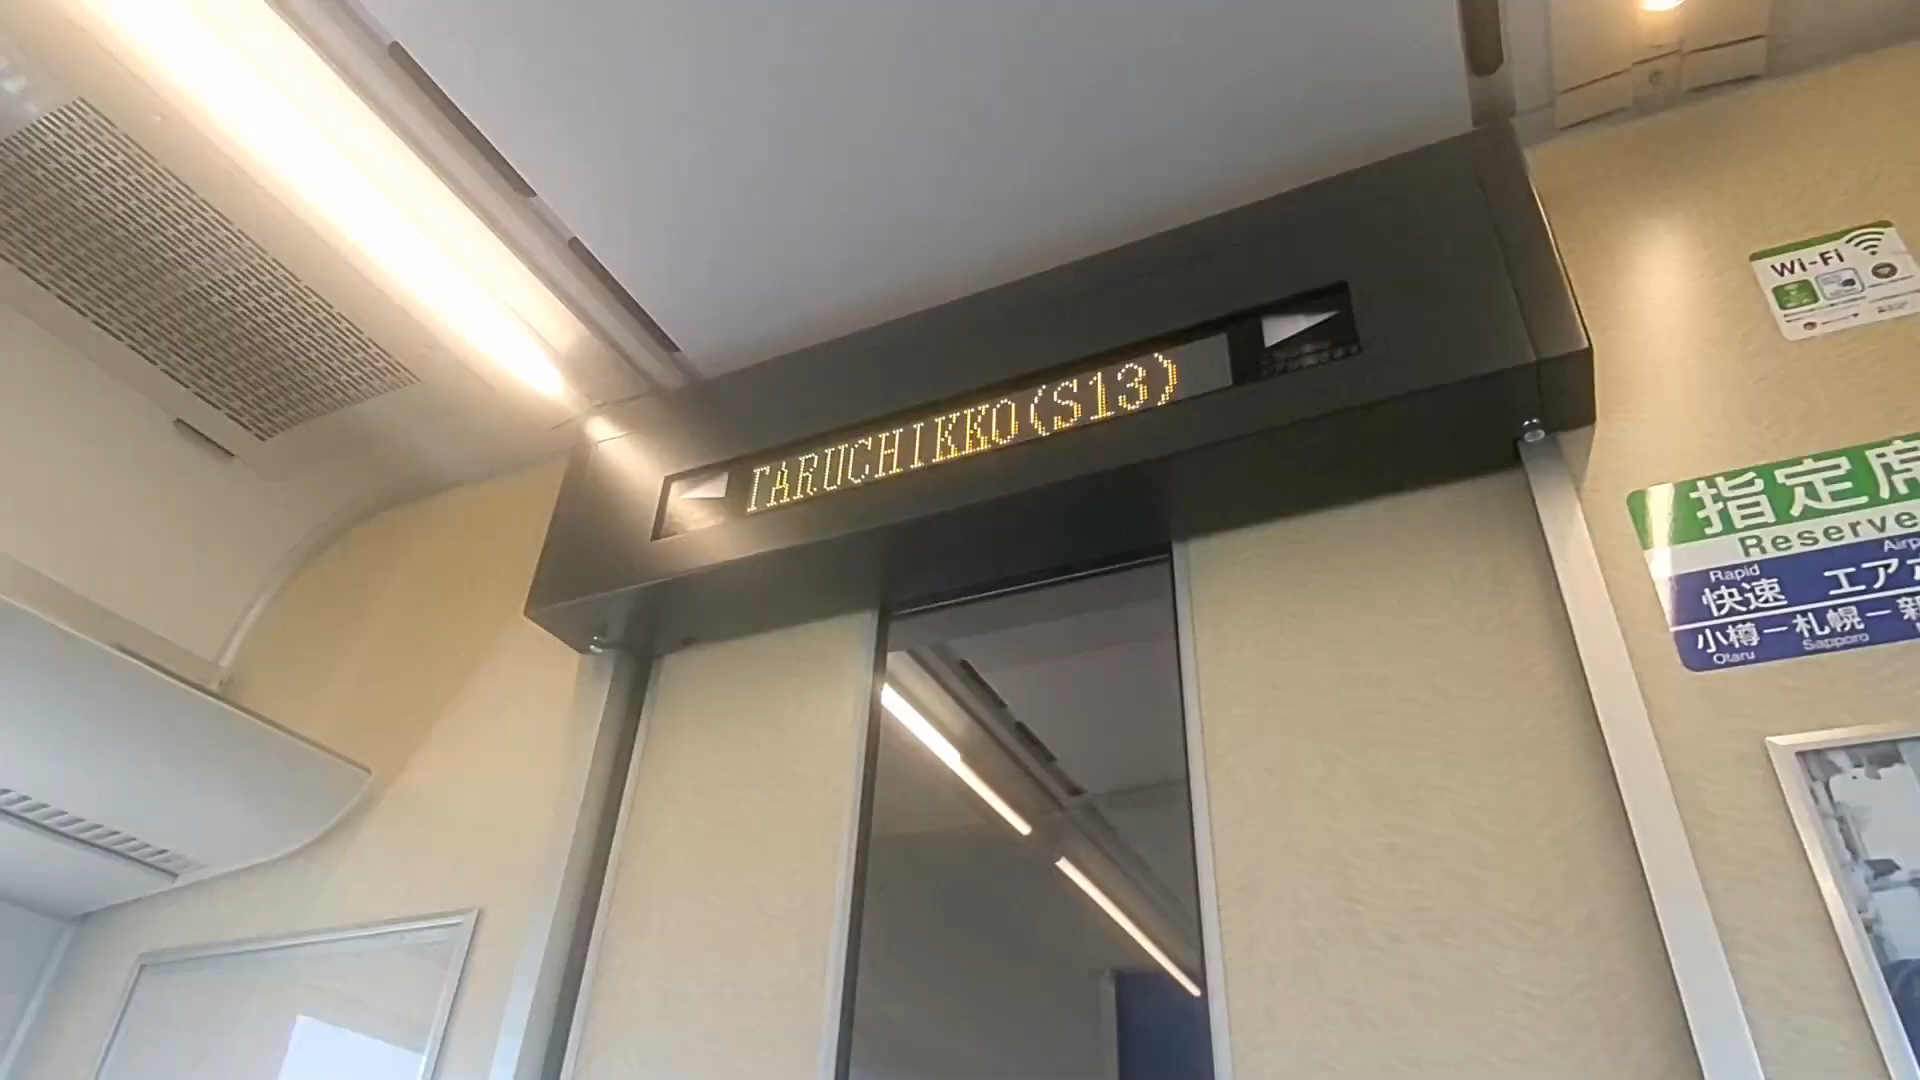 TARUCHIKKO(S13)
Wi-Fi
指定席
Reserve
Rapid
Airp
快速 エアポ
小樽－札幌－新
Otaru
Sapporo